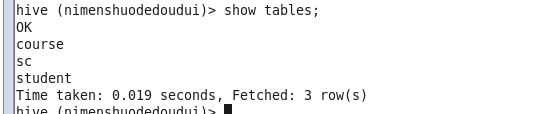 hive (nimenshuodedoudui)> show tables;
OK
course
sc
student
Time taken: 0.019 seconds, Fetched: 3 row(s)
hive (nimenshuodedoudui)>